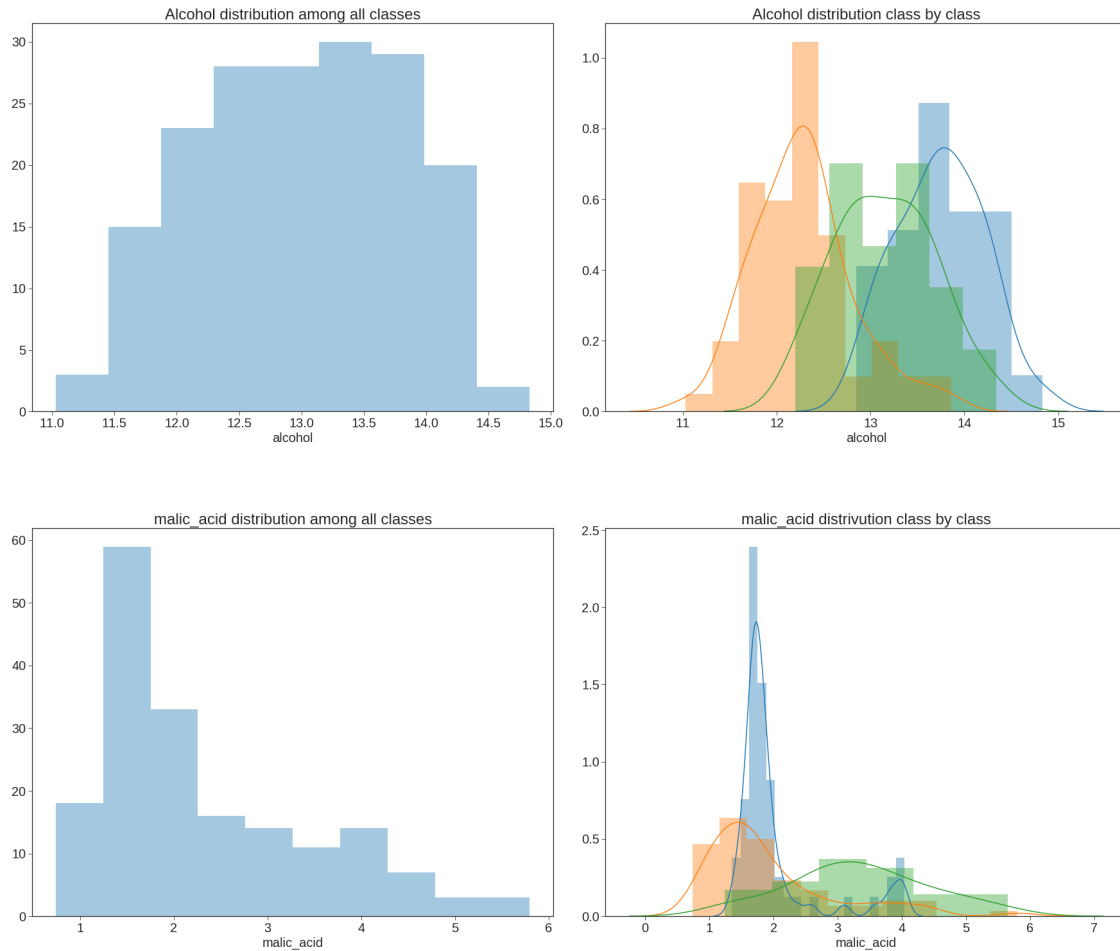 Alcohol distribution among all classes
30
25
20
15
10
5
0
11.0 11.5 12.0 12.5 13.0 13.5 14.0 14.5 15.0
alcohol
Alcohol distribution class by class
1.0
0.8
0.6
0.4
0.2
0.0
11 12 13 14 15
alcohol
malic_acid distribution among all classes
60
50
40
30
20
10
0
1 2 3 4 5 6
malic_acid
malic_acid distrivution class by class
2.5
2.0
1.5
1.0
0.5
0.0
0 1 2 3 4 5 6 7
malic_acid